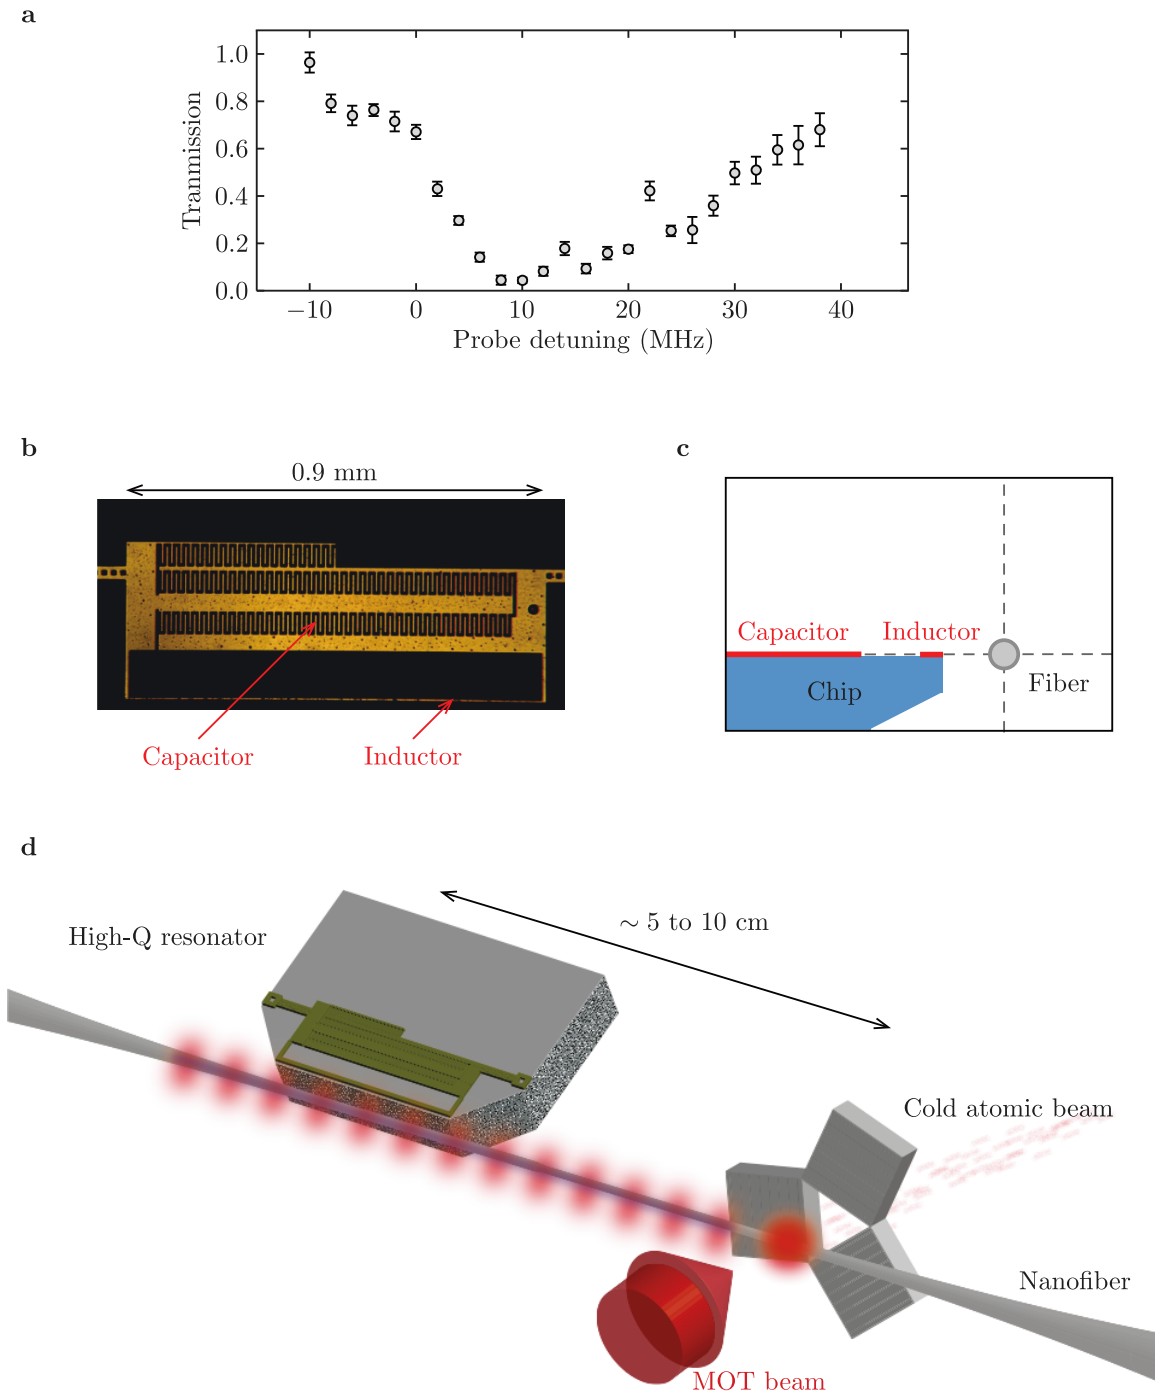 a
1.0
0.8
0.6
0.4
0.2
0.0
Tranmission
−10 0 10 20 30 40
Probe detuning (MHz)
b
0.9 mm
Capacitor Inductor
c
Capacitor Inductor
Chip
Fiber
d
High-Q resonator
∼ 5 to 10 cm
Cold atomic beam
Nanofiber
MOT beam